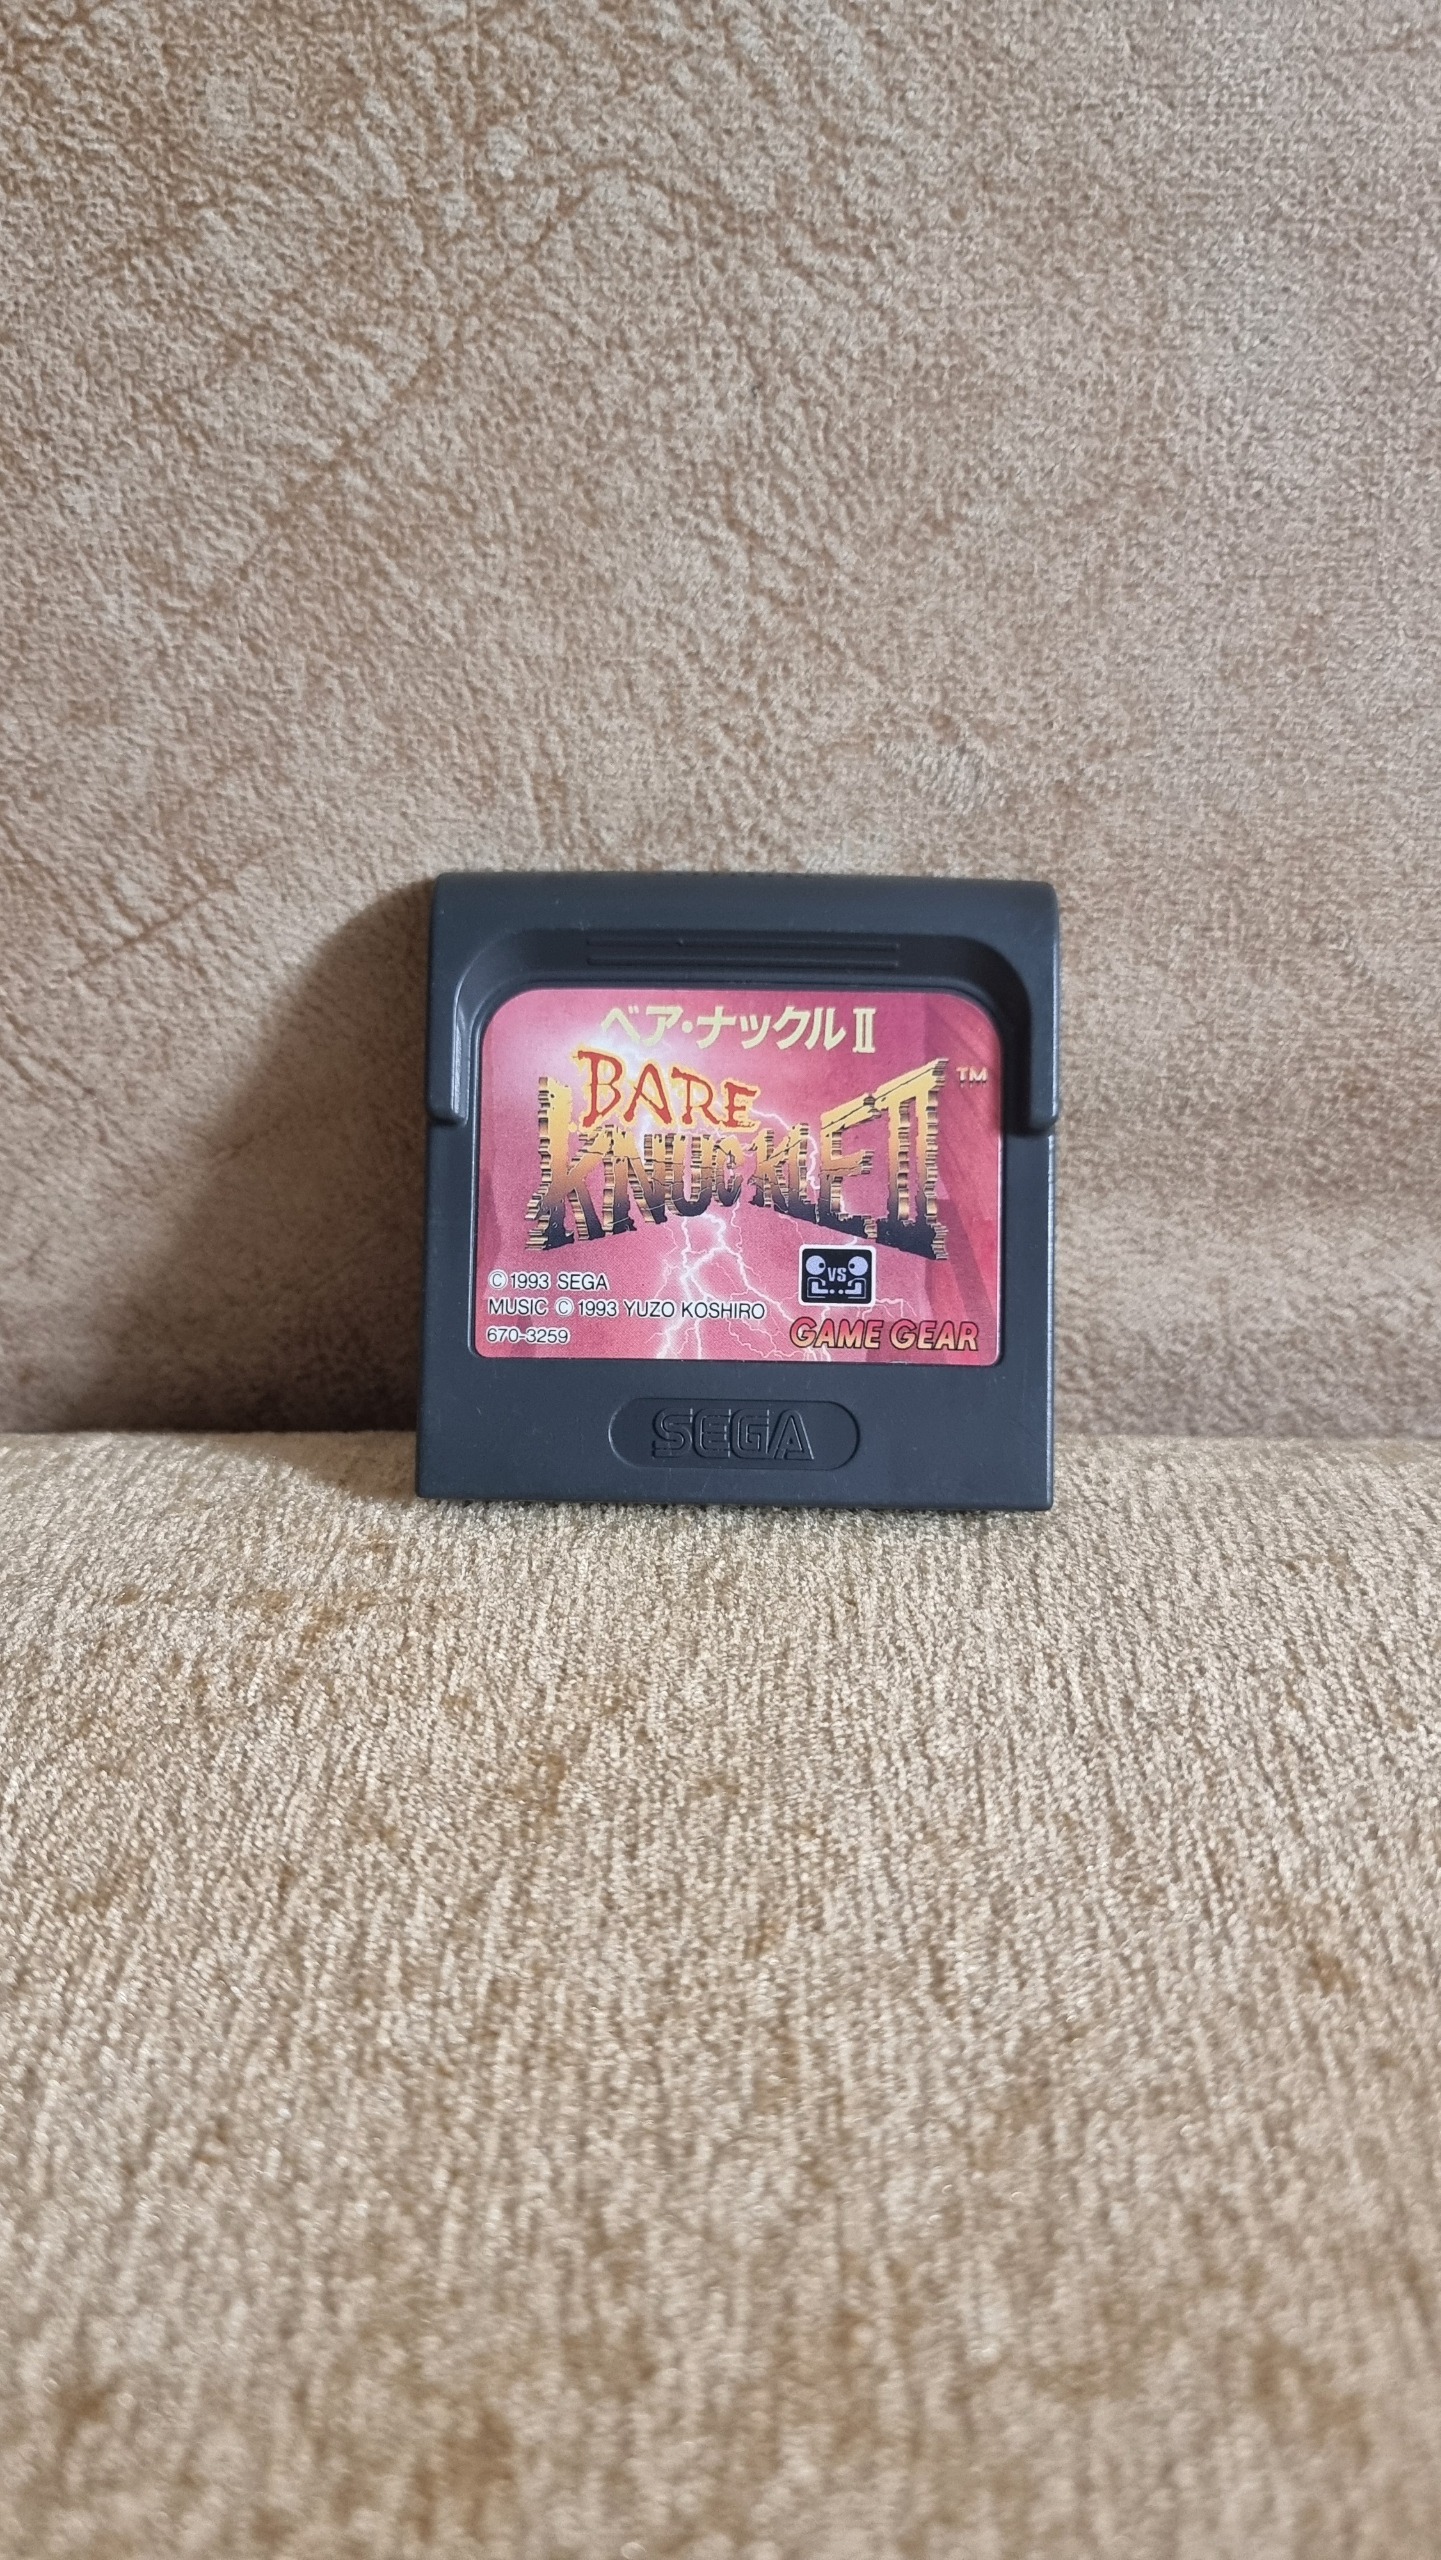 ベア・ナックルⅡ
BARE
KNUCKLE II
TM
VS
© 1993 SEGA
MUSIC © 1993 YUZO KOSHIRO
670-3259
GAME GEAR
SEGA